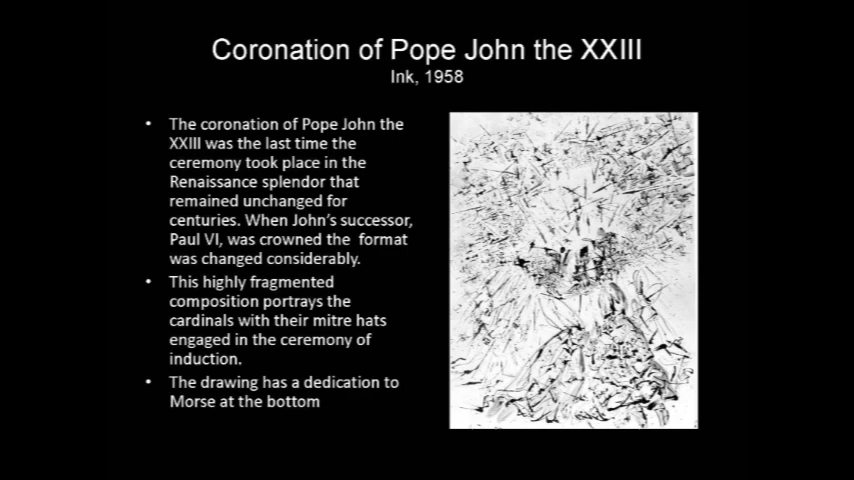 Coronation of Pope John the XXIII
Ink, 1958
• The coronation of Pope John the
XXIII was the last time the
ceremony took place in the
Renaissance splendor that
remained unchanged for
centuries. When John's successor,
Paul VI, was crowned the format
was changed considerably.
• This highly fragmented
composition portrays the
cardinals with their mitre hats
engaged in the ceremony of
induction.
• The drawing has a dedication to
Morse at the bottom